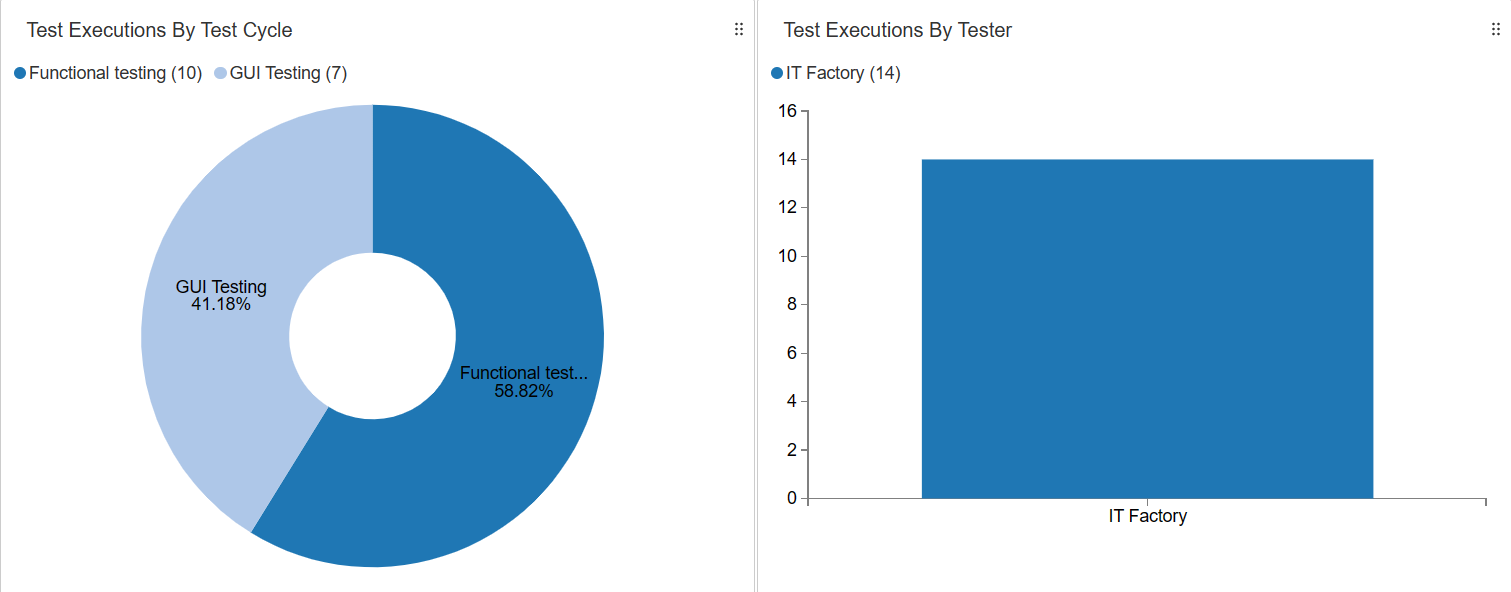 Test Executions By Test Cycle
Functional testing (10) GUI Testing (7)
GUI Testing
41.18%
Functional test...
58.82%
Test Executions By Tester
IT Factory (14)
16
14
12
10
8
6
4
2
0
IT Factory